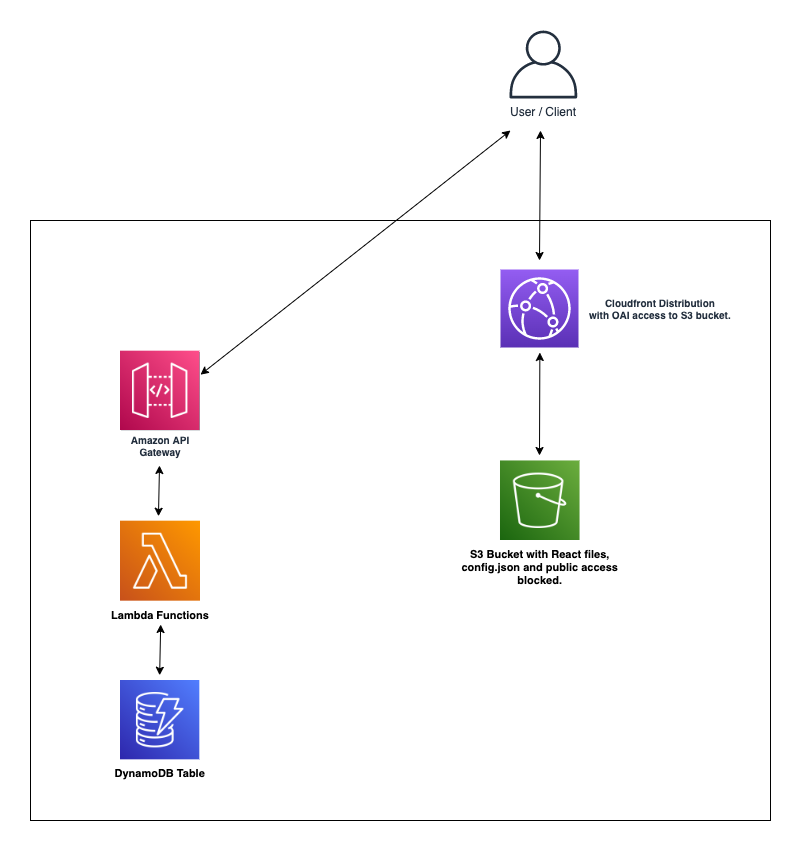 User / Client
Cloudfront Distribution
with OAI access to S3 bucket.
</>
Amazon API
Gateway
S3 Bucket with React files,
config.json and public access
blocked.
Lambda Functions
DynamoDB Table